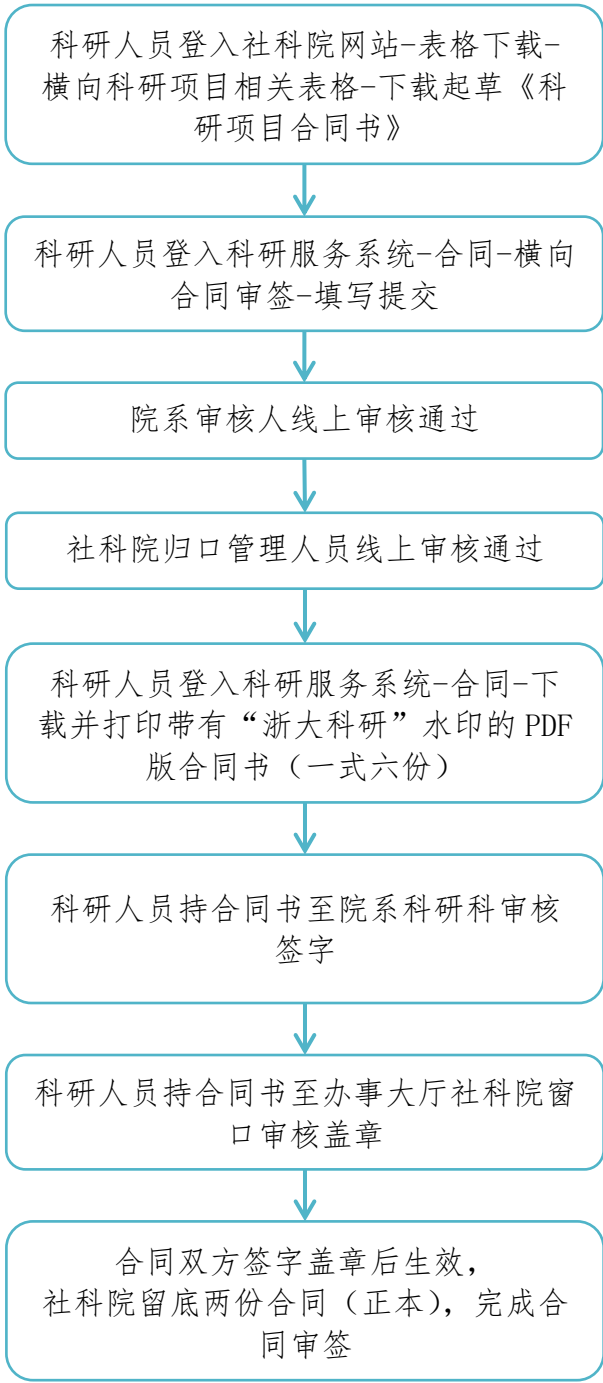 科研人员登入社科院网站-表格下载-
横向科研项目相关表格-下载起草《科
研项目合同书》
科研人员登入科研服务系统-合同-横向
合同审签-填写提交
院系审核人线上审核通过
社科院归口管理人员线上审核通过
科研人员登入科研服务系统-合同-下
载并打印带有“浙大科研”水印的 PDF
版合同书（一式六份）
科研人员持合同书至院系科研科审核
签字
科研人员持合同书至办事大厅社科院窗
口审核盖章
合同双方签字盖章后生效，
社科院留底两份合同（正本），完成合
同审签